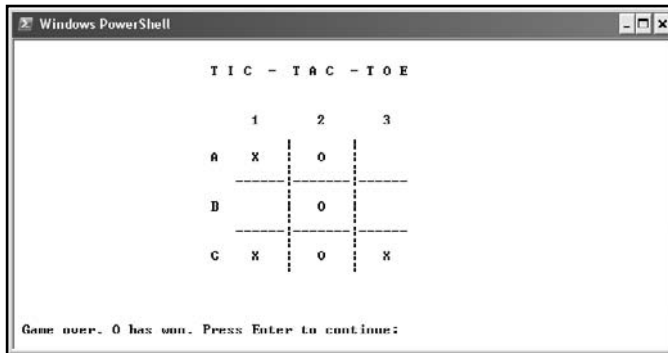 Windows PowerShell
T I C - T A C - T O E
1 2 3
A X O
B O
C X O X
Game over. O has won. Press Enter to continue: